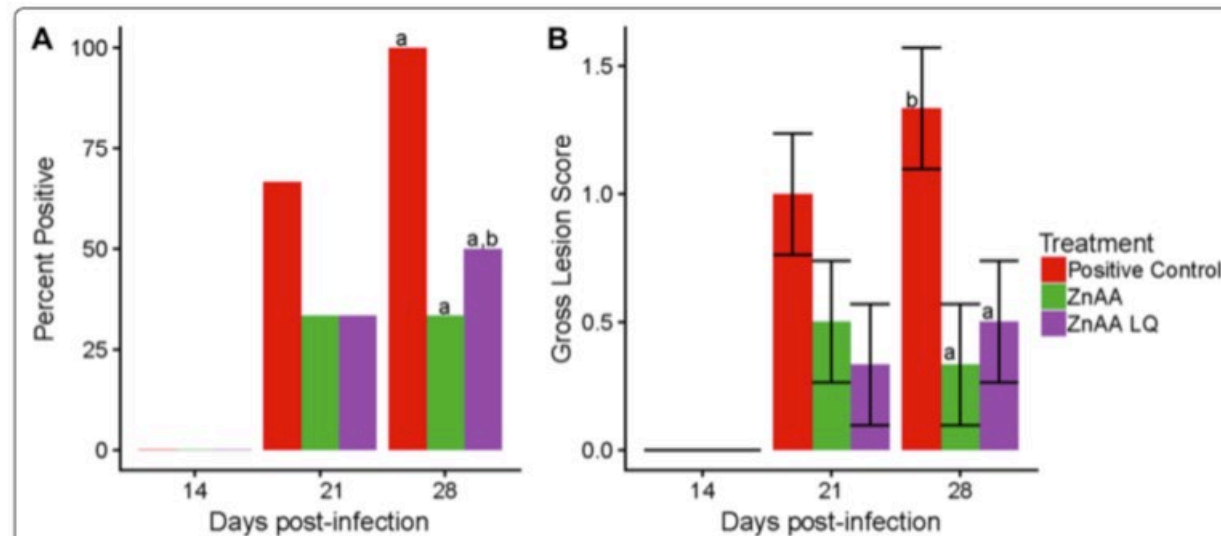 A
100
75
50
25
0
Percent Positive
a
a
a,b
14
21
28
Days post-infection
B
1.5
1.0
0.5
0.0
Gross Lesion Score
b
a
a
14
21
28
Days post-infection
Treatment
Positive Control
ZnAA
ZnAA LQ